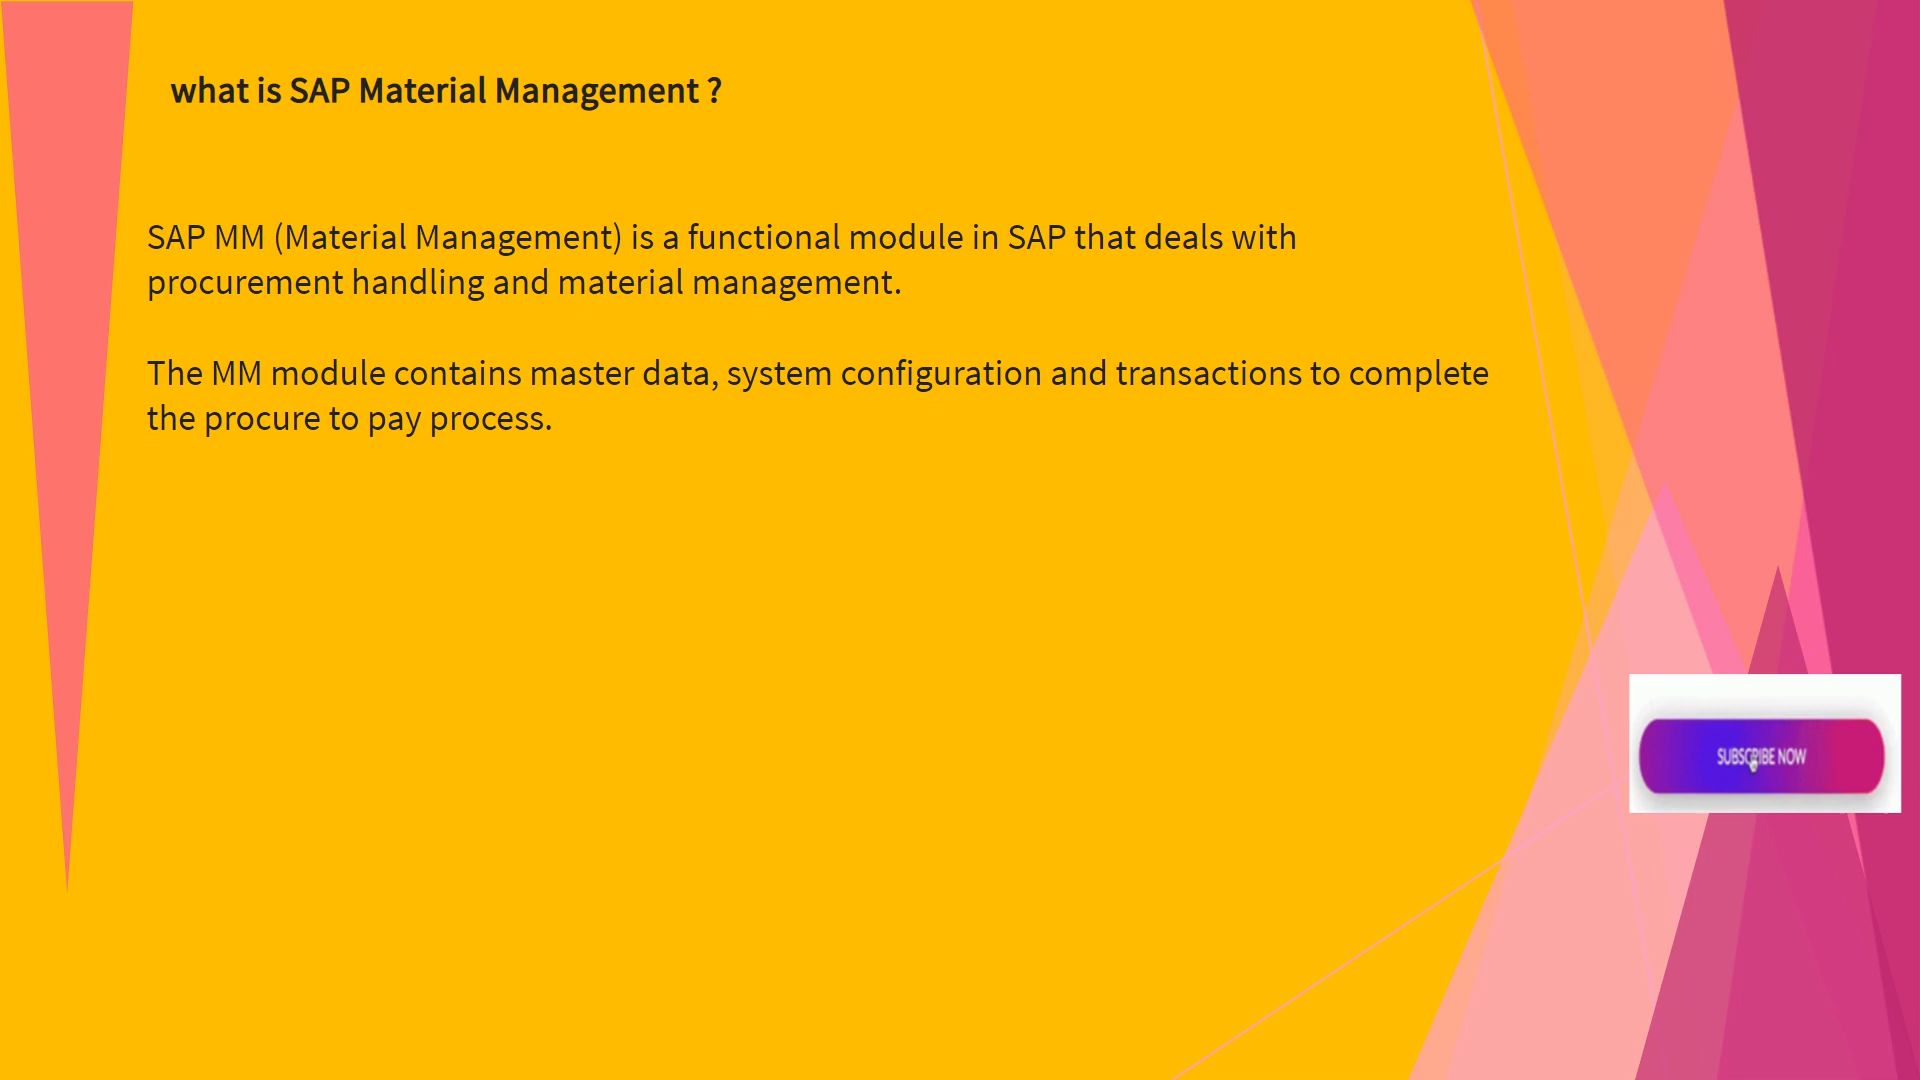 what is SAP Material Management ?
SAP MM (Material Management) is a functional module in SAP that deals with
procurement handling and material management.
The MM module contains master data, system configuration and transactions to complete
the procure to pay process.
SUBSCRIBE NOW